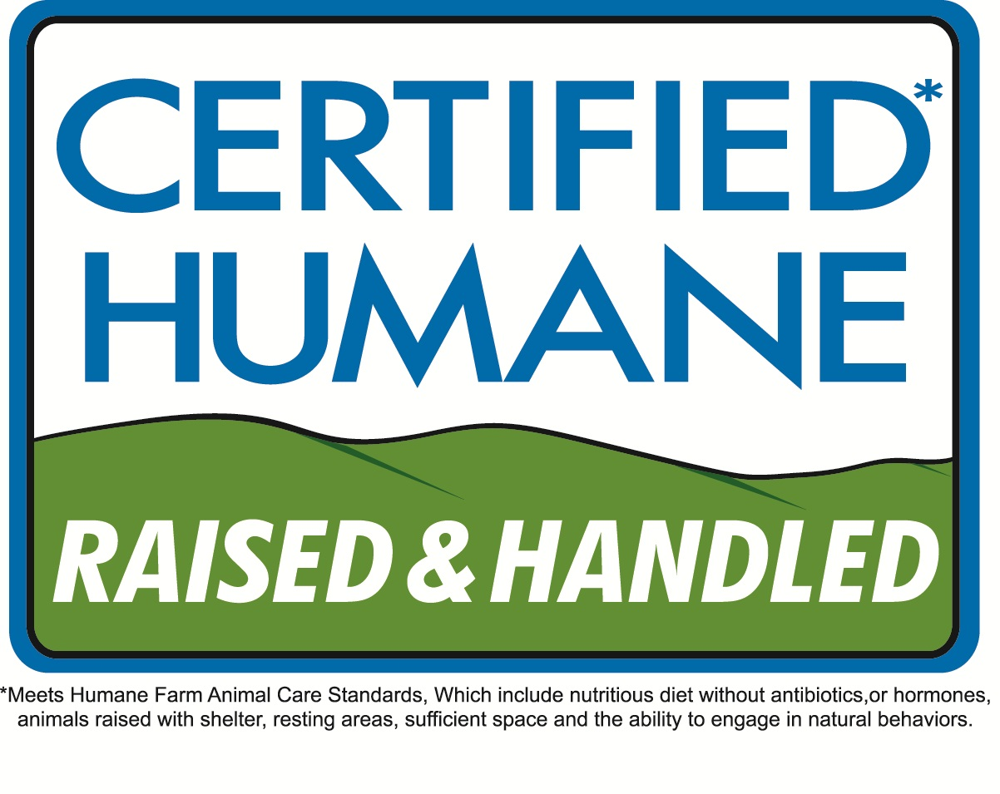 CERTIFIED*
HUMANE
RAISED & HANDLED
*Meets Humane Farm Animal Care Standards, Which include nutritious diet without antibiotics,or hormones,
animals raised with shelter, resting areas, sufficient space and the ability to engage in natural behaviors.